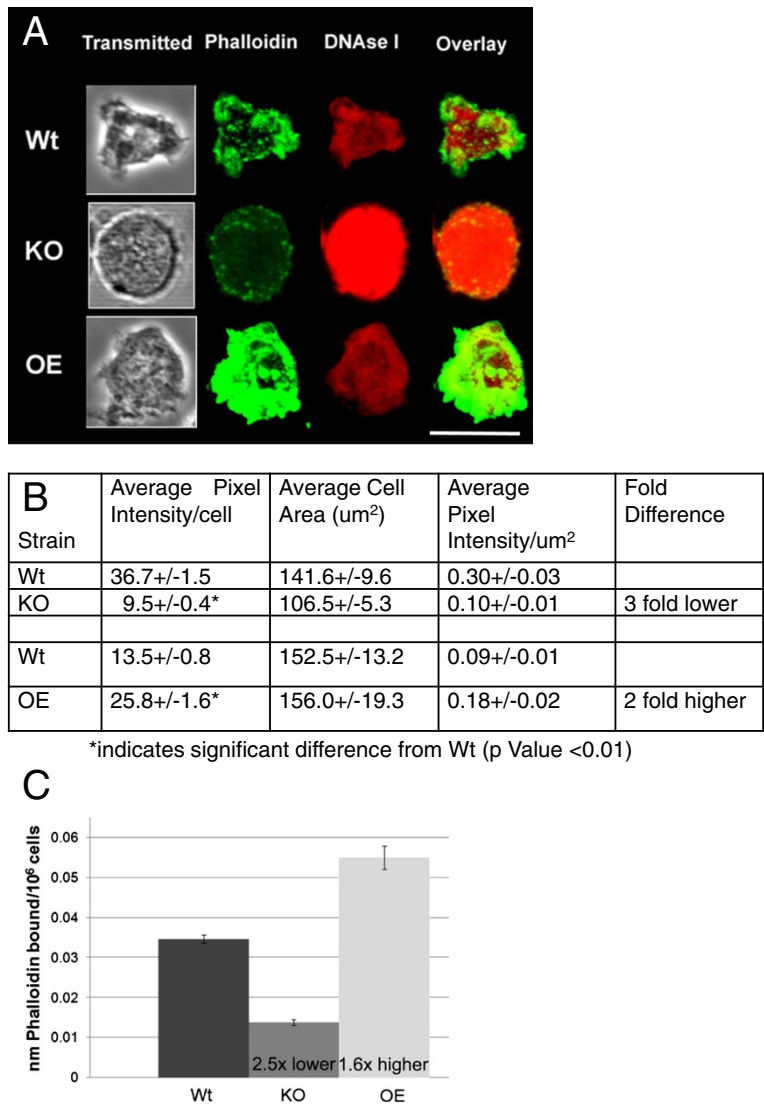 A
Transmitted Phalloidin DNAse I Overlay
Wt
KO
OE
B
Strain
Average Pixel Intensity/cell
Average Cell Area (um²)
Average Pixel Intensity/um²
Fold Difference
Wt 36.7+/-1.5 141.6+/-9.6 0.30+/-0.03
KO 9.5+/-0.4* 106.5+/-5.3 0.10+/-0.01 3 fold lower
Wt 13.5+/-0.8 152.5+/-13.2 0.09+/-0.01
OE 25.8+/-1.6* 156.0+/-19.3 0.18+/-0.02 2 fold higher
*indicates significant difference from Wt (p Value <0.01)
C
nm Phalloidin bound/10⁶ cells
0.06
0.05
0.04
0.03
0.02
0.01
0
2.5x lower 1.6x higher
Wt KO OE